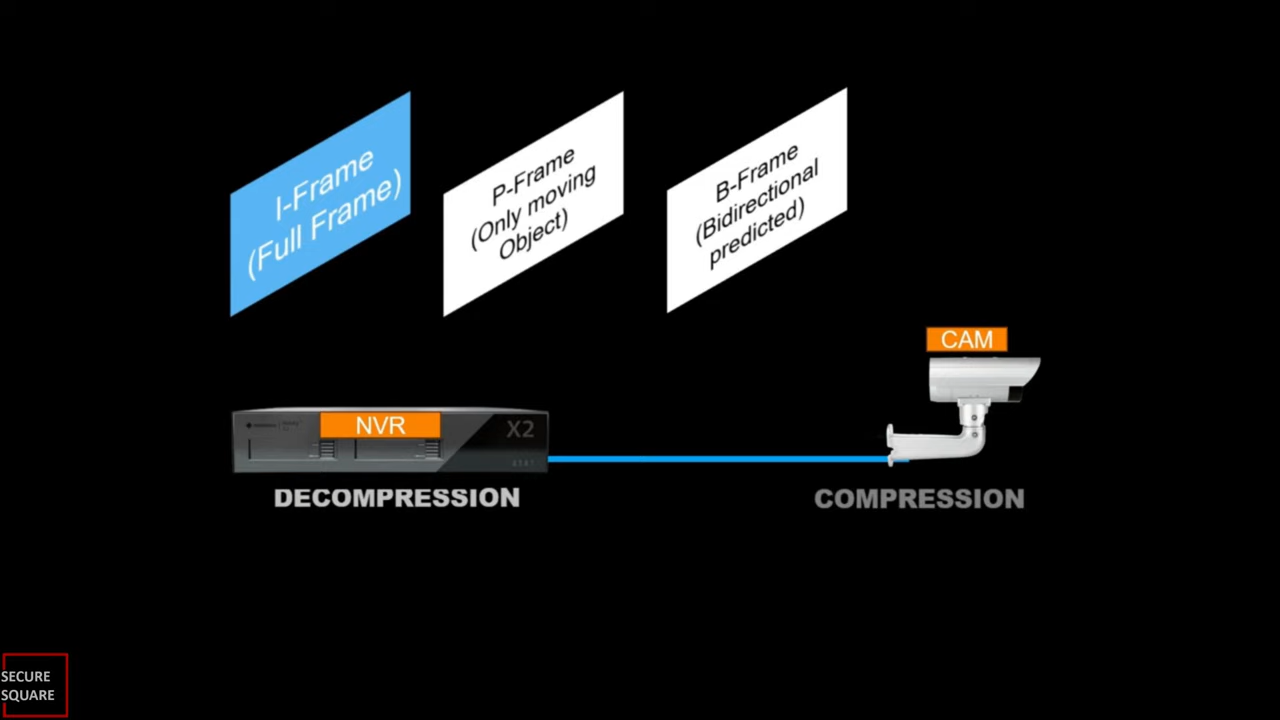 I-Frame
(Full Frame)
P-Frame
(Only moving
Object)
B-Frame
(Bidirectional
predicted)
CAM
NVR
X2
DECOMPRESSION
COMPRESSION
SECURE
SQUARE